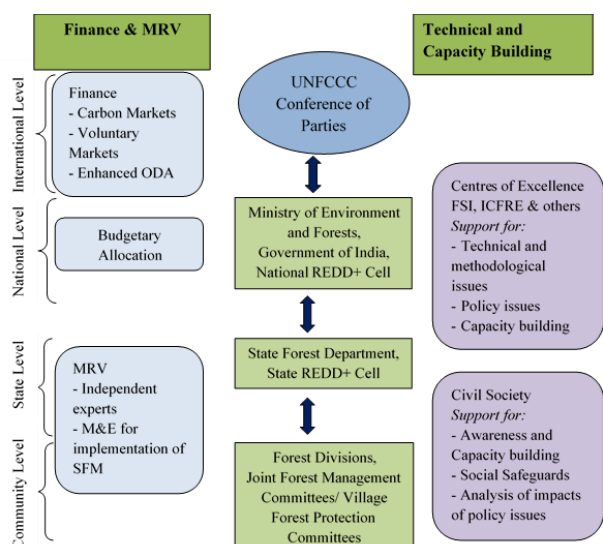 Finance & MRV
Technical and
Capacity Building
International Level
Finance
- Carbon Markets
- Voluntary
Markets
- Enhanced ODA
UNFCCC
Conference of
Parties
National Level
Budgetary
Allocation
Ministry of Environment
and Forests,
Government of India,
National REDD+ Cell
Centres of Excellence
FSI, ICFRE & others
Support for:
- Technical and
methodological
issues
- Policy issues
- Capacity building
State Level
State Forest Department,
State REDD+ Cell
MRV
- Independent
experts
- M&E for
implementation of
SFM
Community Level
Forest Divisions,
Joint Forest Management
Committees/ Village
Forest Protection
Committees
Civil Society
Support for:
- Awareness and
Capacity building
- Social Safeguards
- Analysis of impacts
of policy issues